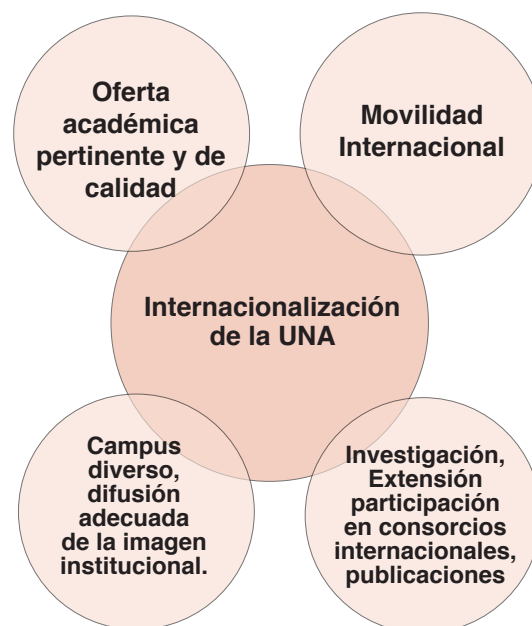 Oferta
académica
pertinente y de
calidad
Movilidad
Internacional
Internacionalización
de la UNA
Campus
diverso,
difusión
adecuada
de la imagen
institucional.
Investigación,
Extensión
participación
en consorcios
internacionales,
publicaciones